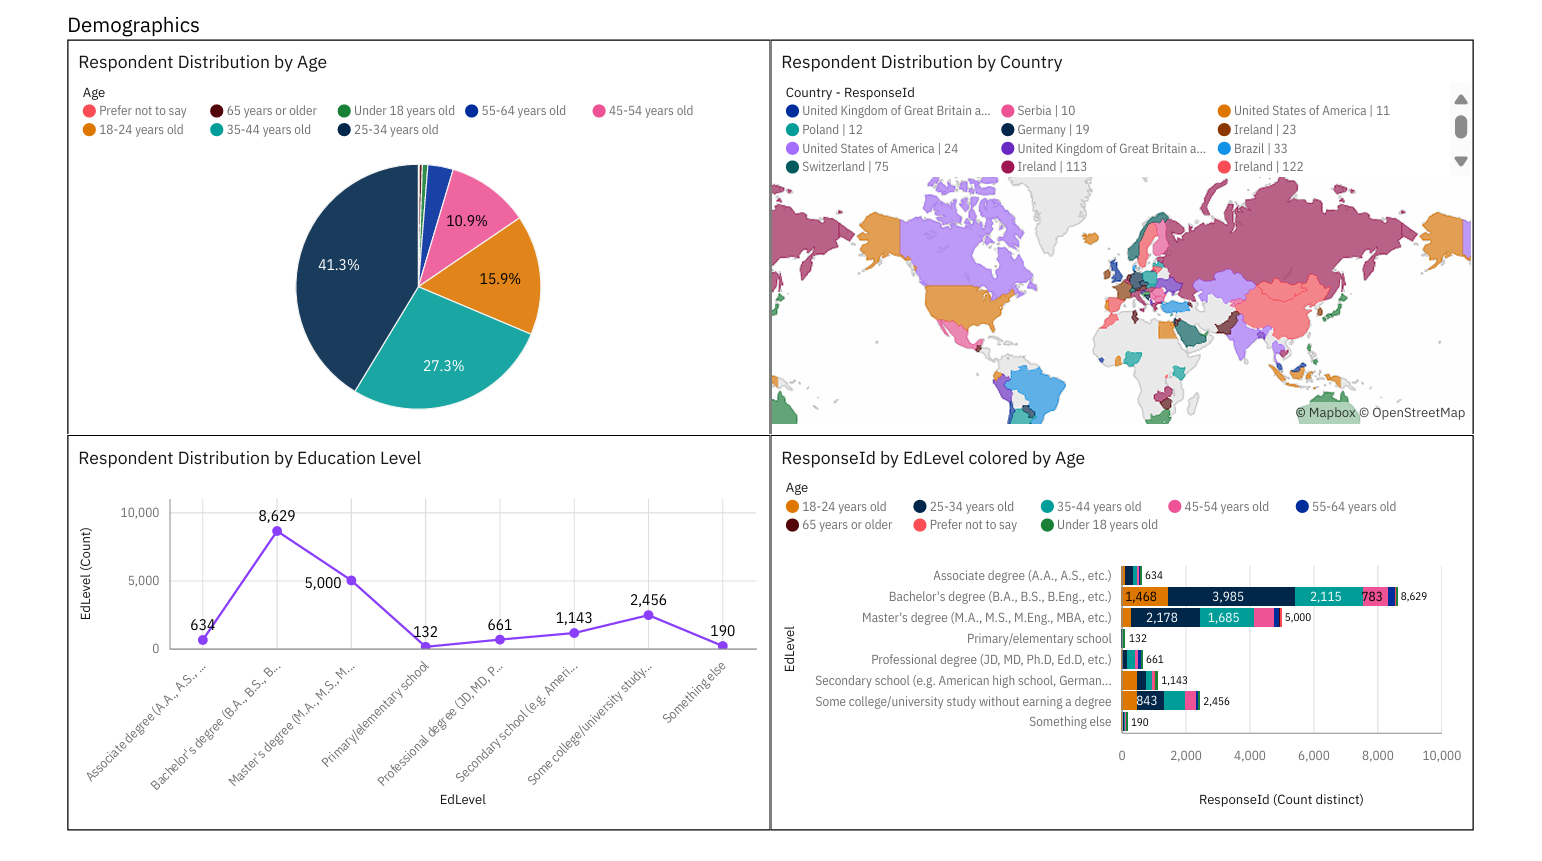 Demographics
Respondent Distribution by Age
Age
Prefer not to say
65 years or older
Under 18 years old
55-64 years old
45-54 years old
18-24 years old
35-44 years old
25-34 years old
10.9%
15.9%
41.3%
27.3%
Respondent Distribution by Country
Country - ResponseId
United Kingdom of Great Britain a...
Serbia | 10
United States of America | 11
Poland | 12
Germany | 19
Ireland | 23
United States of America | 24
United Kingdom of Great Britain a...
Brazil | 33
Switzerland | 75
Ireland | 113
Ireland | 122
© Mapbox © OpenStreetMap
Respondent Distribution by Education Level
EdLevel (Count)
10,000
5,000
0
634
8,629
5,000
132
661
1,143
2,456
190
Associate degree (A.A., A.S., ...
Bachelor's degree (B.A., B.S., B...
Master's degree (M.A., M.S., M...
Primary/elementary school
Professional degree (JD, MD, P...
Secondary school (e.g. Ameri...
Some college/university study...
Something else
EdLevel
ResponseId by EdLevel colored by Age
Age
18-24 years old
25-34 years old
35-44 years old
45-54 years old
55-64 years old
65 years or older
Prefer not to say
Under 18 years old
EdLevel
Associate degree (A.A., A.S., etc.) 634
Bachelor's degree (B.A., B.S., B.Eng., etc.) 1,468 3,985 2,115 783 8,629
Master's degree (M.A., M.S., M.Eng., MBA, etc.) 2,178 1,685 5,000
Primary/elementary school 132
Professional degree (JD, MD, Ph.D, Ed.D, etc.) 661
Secondary school (e.g. American high school, German... 1,143
Some college/university study without earning a degree 843 2,456
Something else 190
0 2,000 4,000 6,000 8,000 10,000
ResponseId (Count distinct)